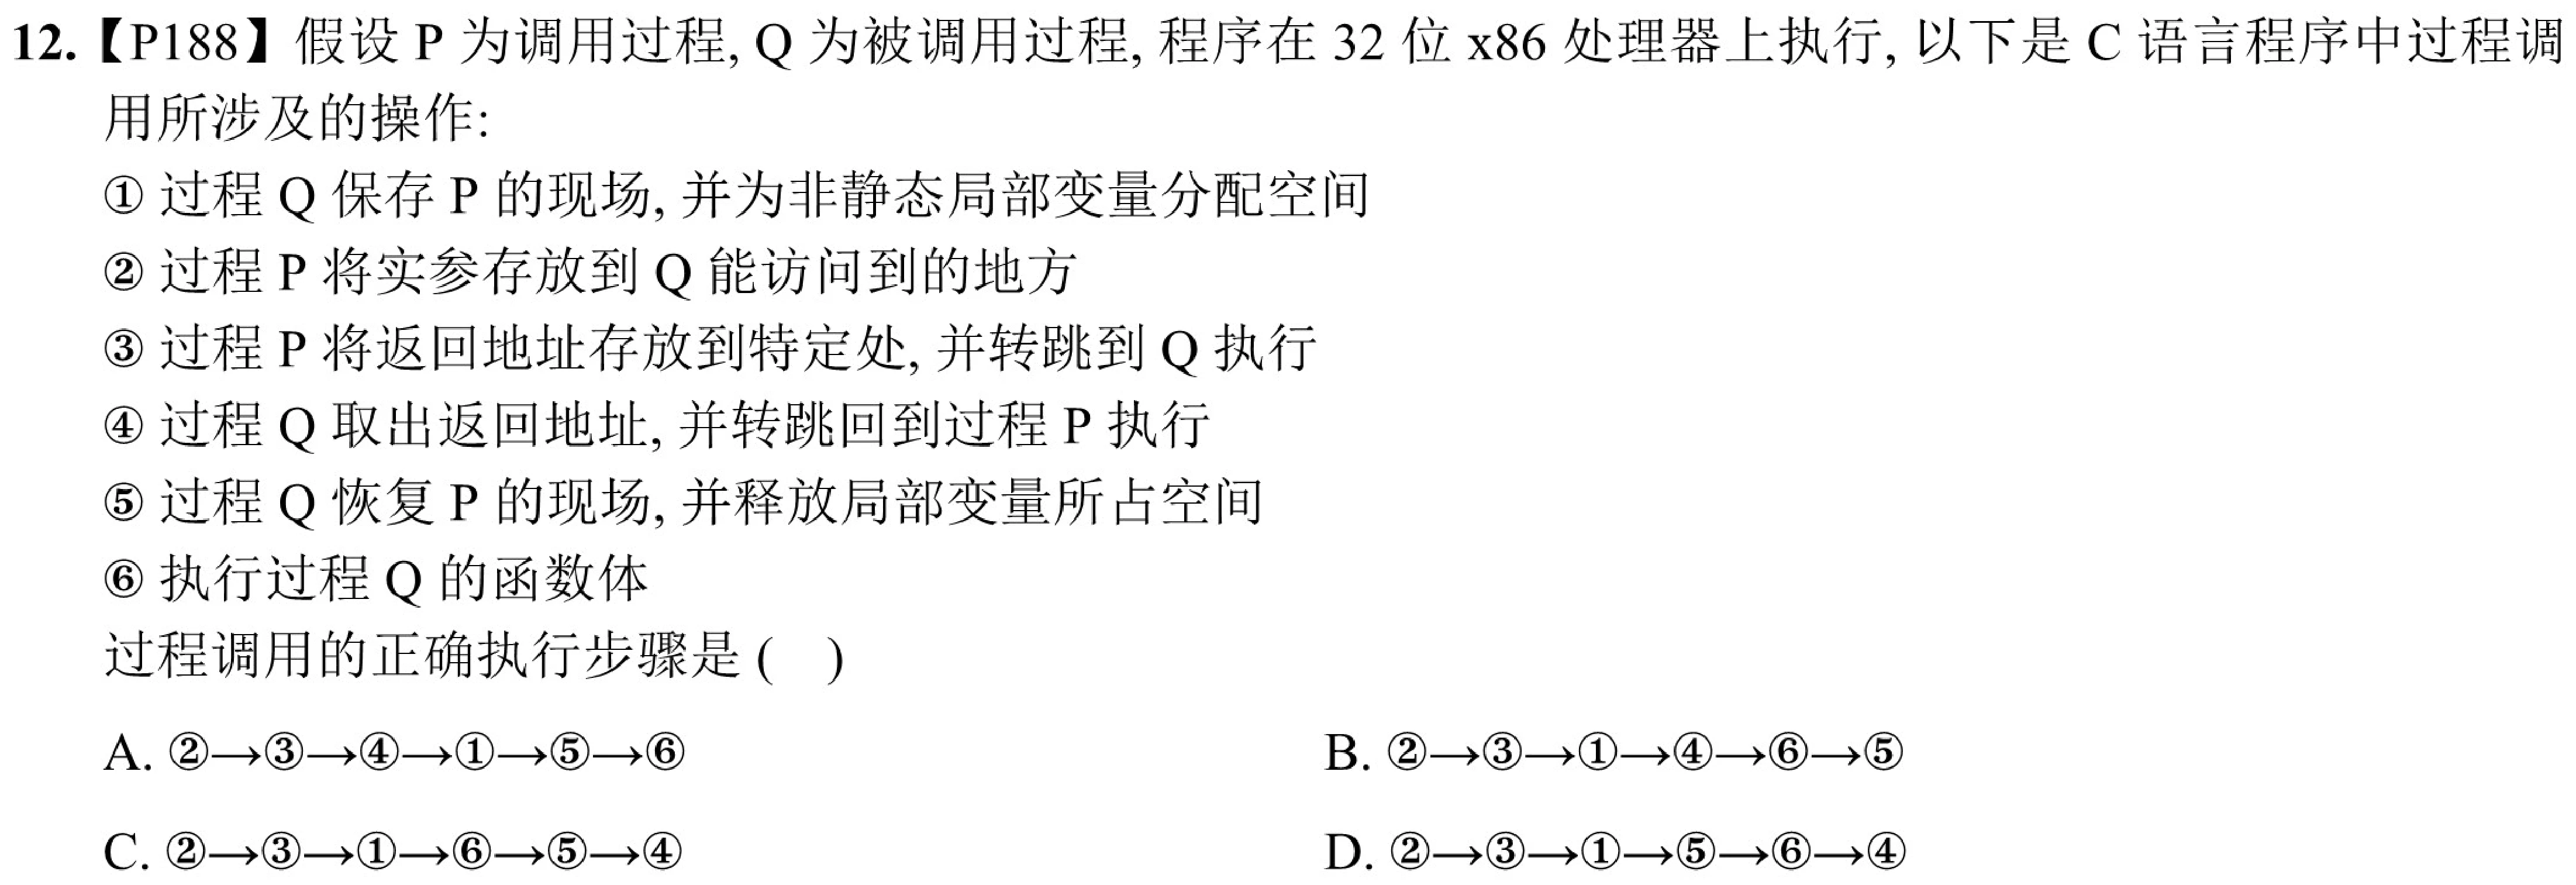 12.【P188】假设 P 为调用过程, Q 为被调用过程, 程序在 32 位 x86 处理器上执行, 以下是 C 语言程序中过程调
用所涉及的操作:
① 过程 Q 保存 P 的现场, 并为非静态局部变量分配空间
② 过程 P 将实参存放到 Q 能访问到的地方
③ 过程 P 将返回地址存放到特定处, 并转跳到 Q 执行
④ 过程 Q 取出返回地址, 并转跳回到过程 P 执行
⑤ 过程 Q 恢复 P 的现场, 并释放局部变量所占空间
⑥ 执行过程 Q 的函数体
过程调用的正确执行步骤是 (  )
A. ②→③→④→①→⑤→⑥
B. ②→③→①→④→⑥→⑤
C. ②→③→①→⑥→⑤→④
D. ②→③→①→⑤→⑥→④